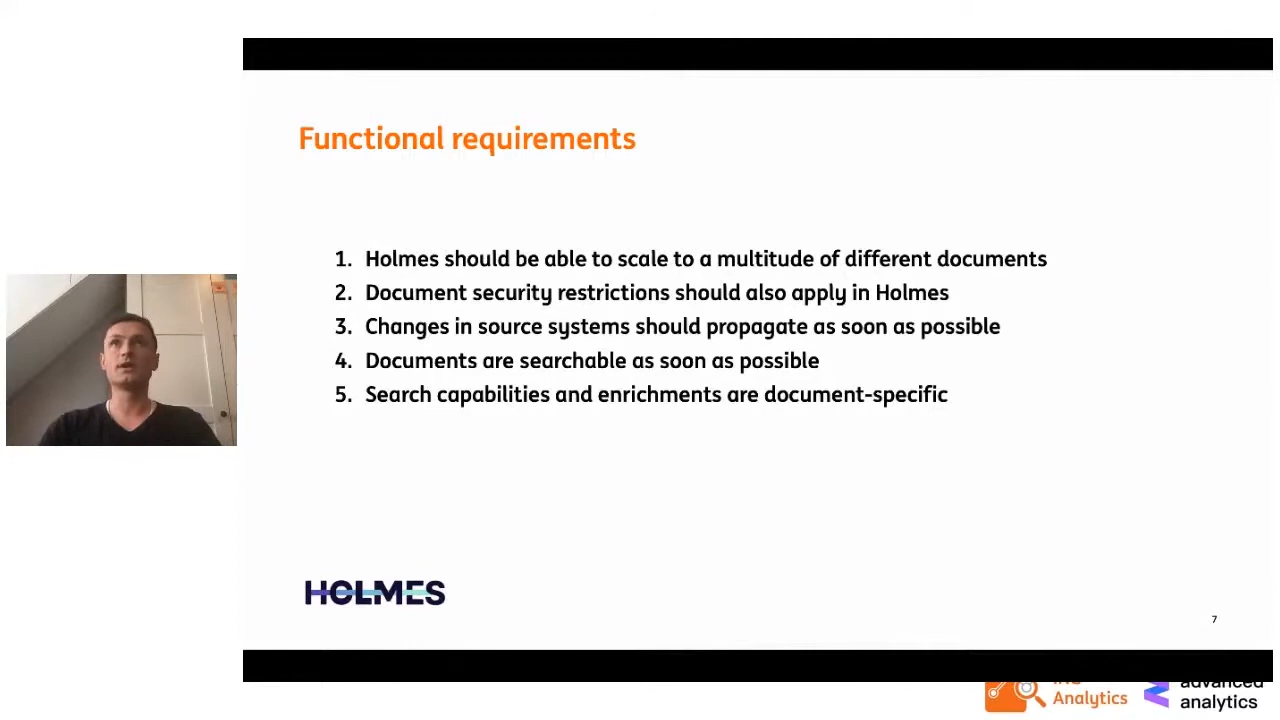 Functional requirements
1. Holmes should be able to scale to a multitude of different documents
2. Document security restrictions should also apply in Holmes
3. Changes in source systems should propagate as soon as possible
4. Documents are searchable as soon as possible
5. Search capabilities and enrichments are document-specific
HOLMES
7
Analytics
advanced
analytics